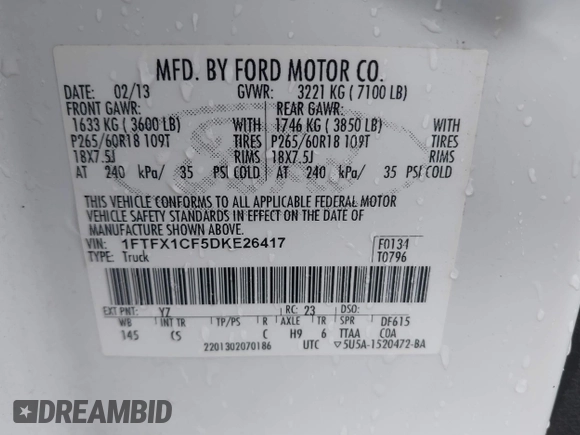 MFD. BY FORD MOTOR CO.
DATE: 02/13 GVWR: 3221 KG ( 7100 LB)
FRONT GAWR: REAR GAWR:
1633 KG ( 3600 LB) WITH 1746 KG ( 3850 LB) WITH
P265/60R18 109T TIRES P265/60R18 109T TIRES
18X7.5J RIMS 18X7.5J RIMS
AT 240 kPa/ 35 PSI COLD AT 240 kPa/ 35 PSI COLD
THIS VEHICLE CONFORMS TO ALL APPLICABLE FEDERAL MOTOR
VEHICLE SAFETY STANDARDS IN EFFECT ON THE DATE OF
MANUFACTURE SHOWN ABOVE.
VIN: 1FTFX1CF5DKE26417 F0134
TYPE: Truck T0796
EXT PNT: YZ RC: 23 DSO:
WB INT TR TP/PS R AXLE TR SPR DF615
145 CS C H9 6 TTAA COA
2201302070186 UTC ▽5U5A-1520472-BA
Ford
DREAMBID